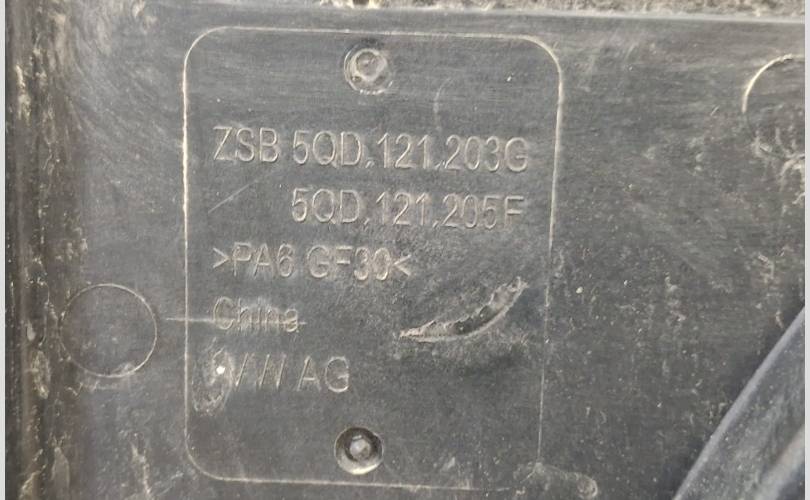 ZSB 5QD.121.203G
5QD.121.205F
>PA6 GF30<
China
VW AG